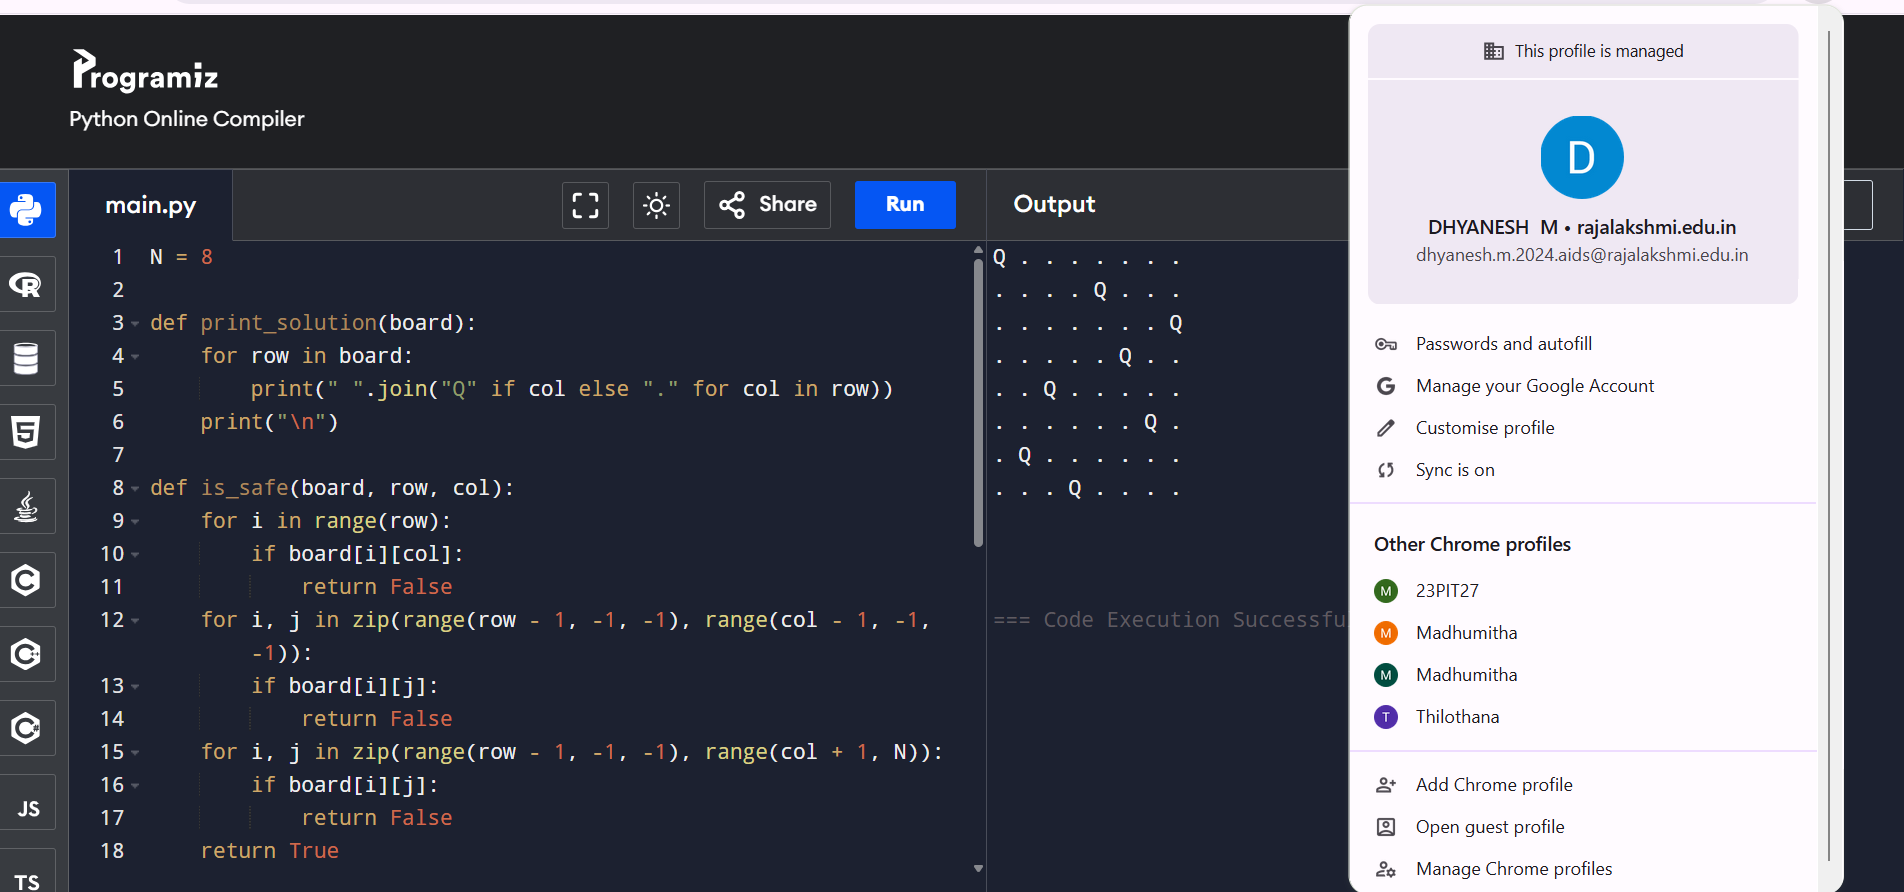 Programiz
Python Online Compiler
main.py
Share
Run
Output
1 N = 8
2
3 def print_solution(board):
4 for row in board:
5 print(" ".join("Q" if col else "." for col in row))
6 print("\n")
7
8 def is_safe(board, row, col):
9 for i in range(row):
10 if board[i][col]:
11 return False
12 for i, j in zip(range(row - 1, -1, -1), range(col - 1, -1,
-1)):
13 if board[i][j]:
14 return False
15 for i, j in zip(range(row - 1, -1, -1), range(col + 1, N)):
16 if board[i][j]:
17 return False
18 return True
Q . . . . . . .
. . . . Q . . .
. . . . . . . Q
. . . . . Q . .
. . Q . . . . .
. . . . . . Q .
. Q . . . . . .
. . . Q . . . .
=== Code Execution Successfu
R
5
C
C++
C#
JS
TS
This profile is managed
D
DHYANESH M • rajalakshmi.edu.in
dhyanesh.m.2024.aids@rajalakshmi.edu.in
Passwords and autofill
G Manage your Google Account
Customise profile
Sync is on
Other Chrome profiles
M 23PIT27
M Madhumitha
M Madhumitha
T Thilothana
Add Chrome profile
Open guest profile
Manage Chrome profiles